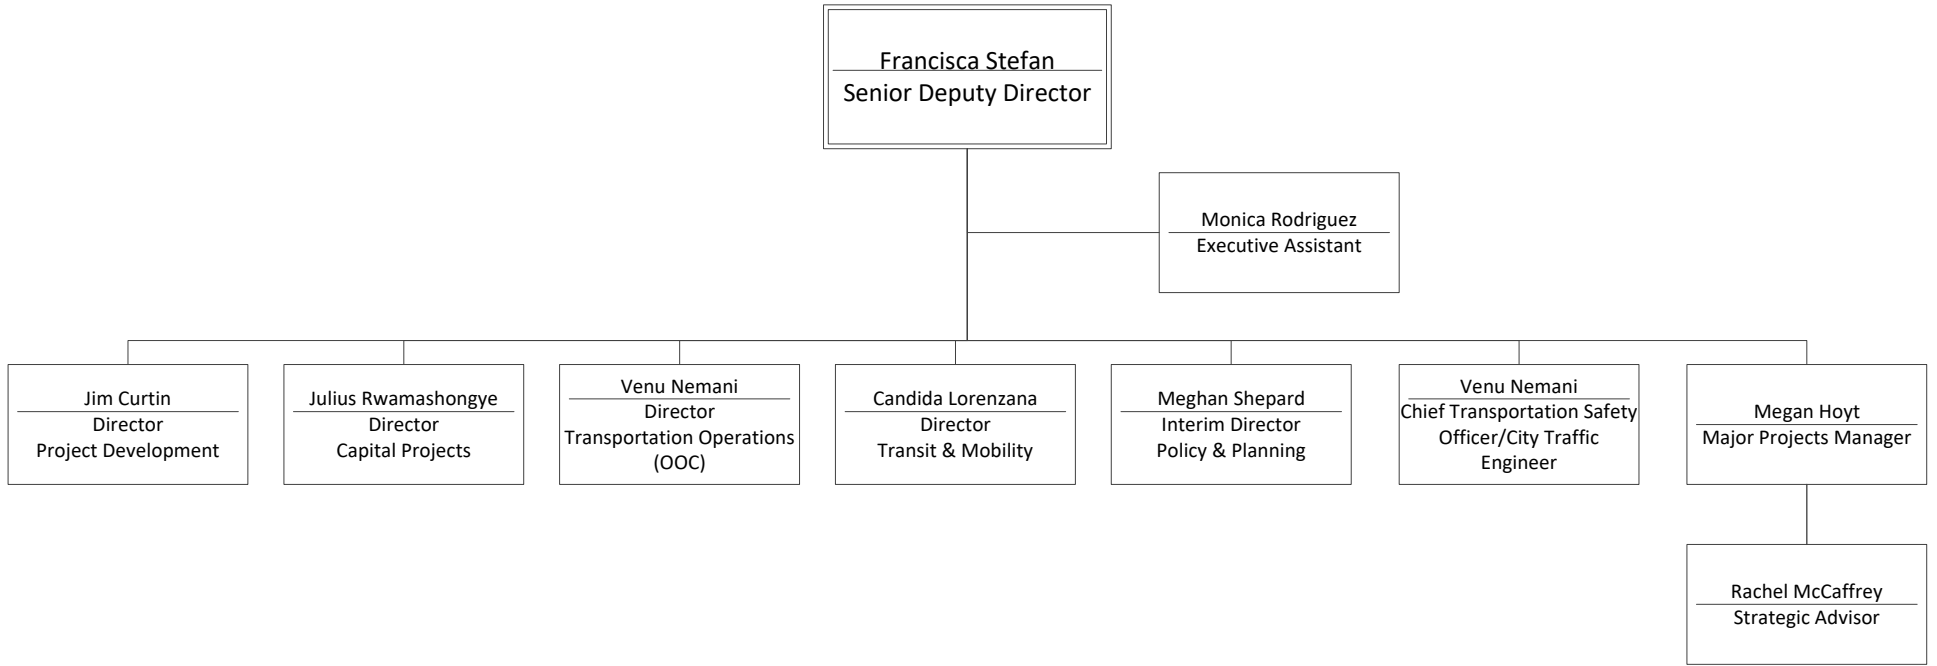 Francisca Stefan
Senior Deputy Director
Monica Rodriguez
Executive Assistant
Jim Curtin
Director
Project Development
Julius Rwamashongye
Director
Capital Projects
Venu Nemani
Director
Transportation Operations
(OOC)
Candida Lorenzana
Director
Transit & Mobility
Meghan Shepard
Interim Director
Policy & Planning
Venu Nemani
Chief Transportation Safety
Officer/City Traffic
Engineer
Megan Hoyt
Major Projects Manager
Rachel McCaffrey
Strategic Advisor